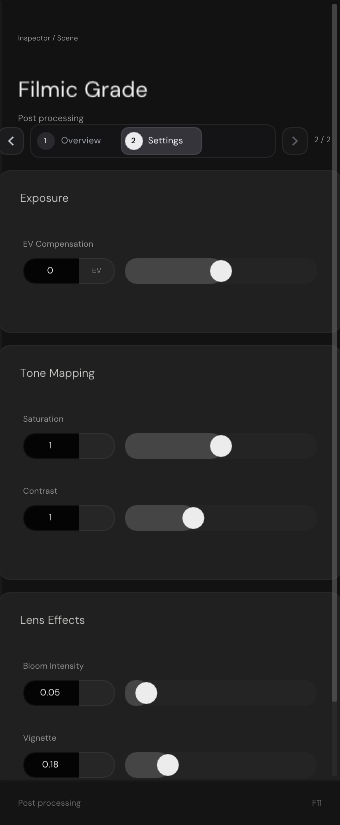 Inspector / Scene
Filmic Grade
Post processing
1 Overview 2 Settings 2 / 2
Exposure
EV Compensation
0 EV
Tone Mapping
Saturation
1
Contrast
1
Lens Effects
Bloom Intensity
0.05
Vignette
0.18
Post processing F11